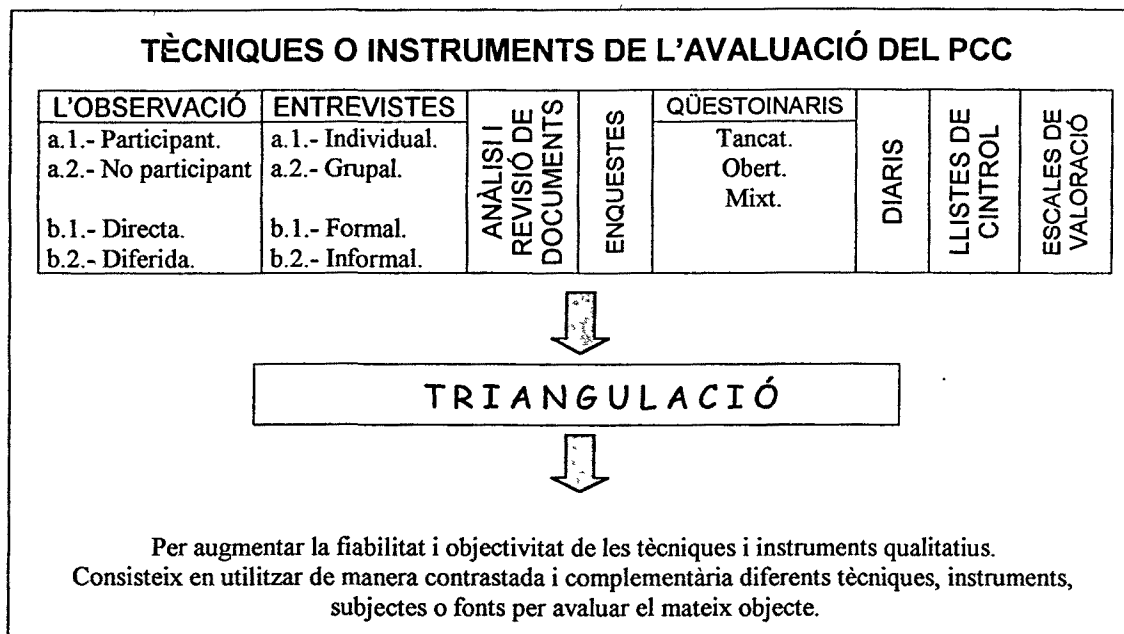 TÈCNIQUES O INSTRUMENTS DE L'AVALUACIÓ DEL PCC
L'OBSERVACIÓ
a.1.- Participant.
a.2.- No participant
b.1.- Directa.
b.2.- Diferida.
ENTREVISTES
a.1.- Individual.
a.2.- Grupal.
b.1.- Formal.
b.2.- Informal.
ANÀLISI I
REVISIÓ DE
DOCUMENTS
ENQUESTES
QÜESTOINARIS
Tancat.
Obert.
Mixt.
DIARIS
LLISTES DE
CINTROL
ESCALES DE
VALORACIÓ
TRIANGULACIÓ
Per augmentar la fiabilitat i objectivitat de les tècniques i instruments qualitatius.
Consisteix en utilitzar de manera contrastada i complementària diferents tècniques, instruments,
subjectes o fonts per avaluar el mateix objecte.